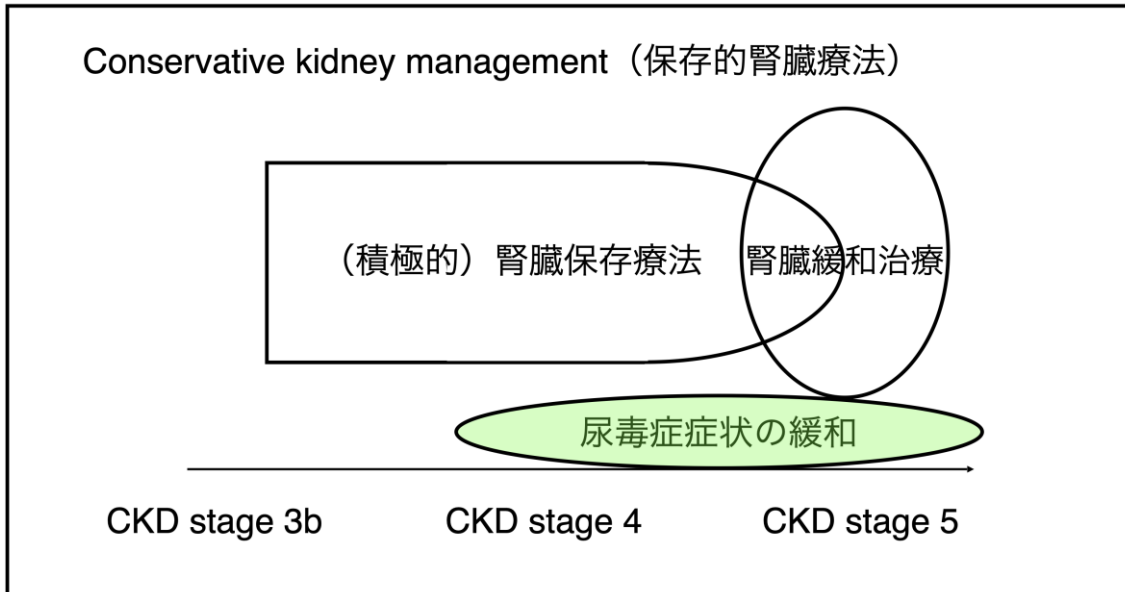 Conservative kidney management（保存的腎臓療法）
（積極的）腎臓保存療法
腎臓緩和治療
尿毒症症状の緩和
CKD stage 3b
CKD stage 4
CKD stage 5